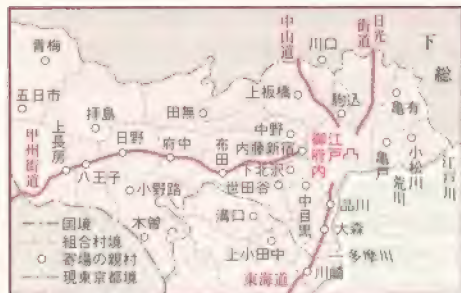 青梅
五日市
拝島
田無
上長房
日野
府中
布田
八王子
小野路
木曽
甲州街道
中山道
川口
日光
街道
下総
上板橋
駒込
中野
内藤新宿
江戸
御府内
下北沢
世田谷
中目黒
溝口
上小田中
亀有
亀戸
小松川
荒川
品川
大森
多摩川
川崎
東海道
国境
組合村境
寄場の親村
現東京都境